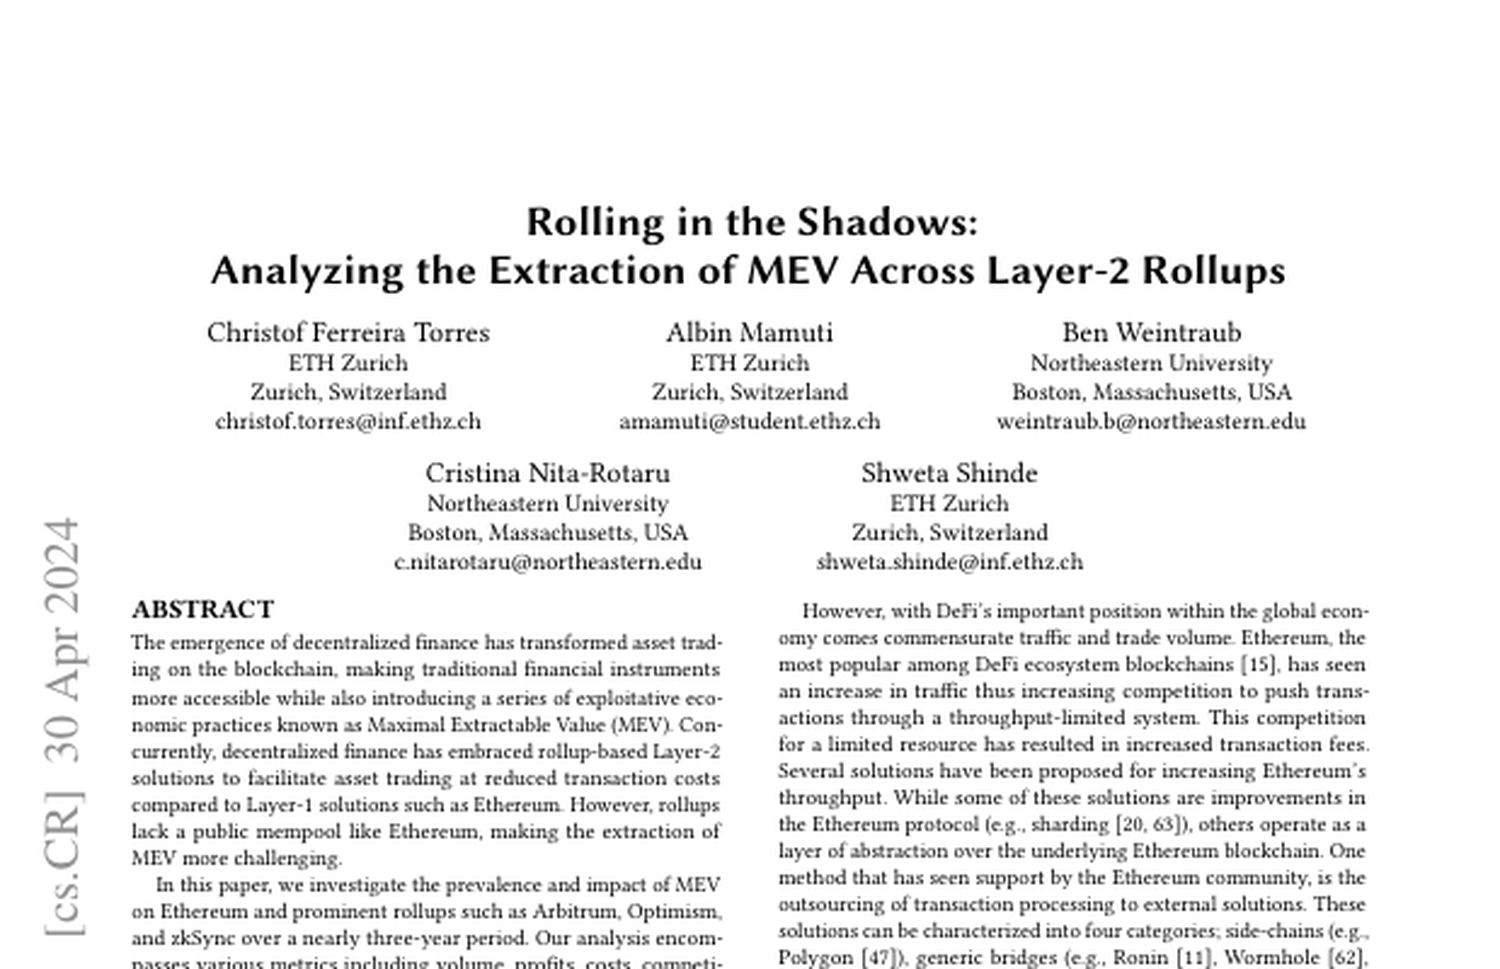 Rolling in the Shadows:
Analyzing the Extraction of MEV Across Layer-2 Rollups
Christof Ferreira Torres
ETH Zurich
Zurich, Switzerland
christof.torres@inf.ethz.ch
Albin Mamuti
ETH Zurich
Zurich, Switzerland
amamuti@student.ethz.ch
Ben Weintraub
Northeastern University
Boston, Massachusetts, USA
weintraub.b@northeastern.edu
Cristina Nita-Rotaru
Northeastern University
Boston, Massachusetts, USA
c.nitarotaru@northeastern.edu
Shweta Shinde
ETH Zurich
Zurich, Switzerland
shweta.shinde@inf.ethz.ch
[cs.CR] 30 Apr 2024
ABSTRACT
The emergence of decentralized finance has transformed asset trad-
ing on the blockchain, making traditional financial instruments
more accessible while also introducing a series of exploitative eco-
nomic practices known as Maximal Extractable Value (MEV). Con-
currently, decentralized finance has embraced rollup-based Layer-2
solutions to facilitate asset trading at reduced transaction costs
compared to Layer-1 solutions such as Ethereum. However, rollups
lack a public mempool like Ethereum, making the extraction of
MEV more challenging.
In this paper, we investigate the prevalence and impact of MEV
on Ethereum and prominent rollups such as Arbitrum, Optimism,
and zkSync over a nearly three-year period. Our analysis encom-
passes various metrics including volume, profits, costs, competi-
However, with DeFi's important position within the global econ-
omy comes commensurate traffic and trade volume. Ethereum, the
most popular among DeFi ecosystem blockchains [15], has seen
an increase in traffic thus increasing competition to push trans-
actions through a throughput-limited system. This competition
for a limited resource has resulted in increased transaction fees.
Several solutions have been proposed for increasing Ethereum's
throughput. While some of these solutions are improvements in
the Ethereum protocol (e.g., sharding [20, 63]), others operate as a
layer of abstraction over the underlying Ethereum blockchain. One
method that has seen support by the Ethereum community, is the
outsourcing of transaction processing to external solutions. These
solutions can be characterized into four categories; side-chains (e.g.,
Polygon [47]), generic bridges (e.g., Ronin [11], Wormhole [62],